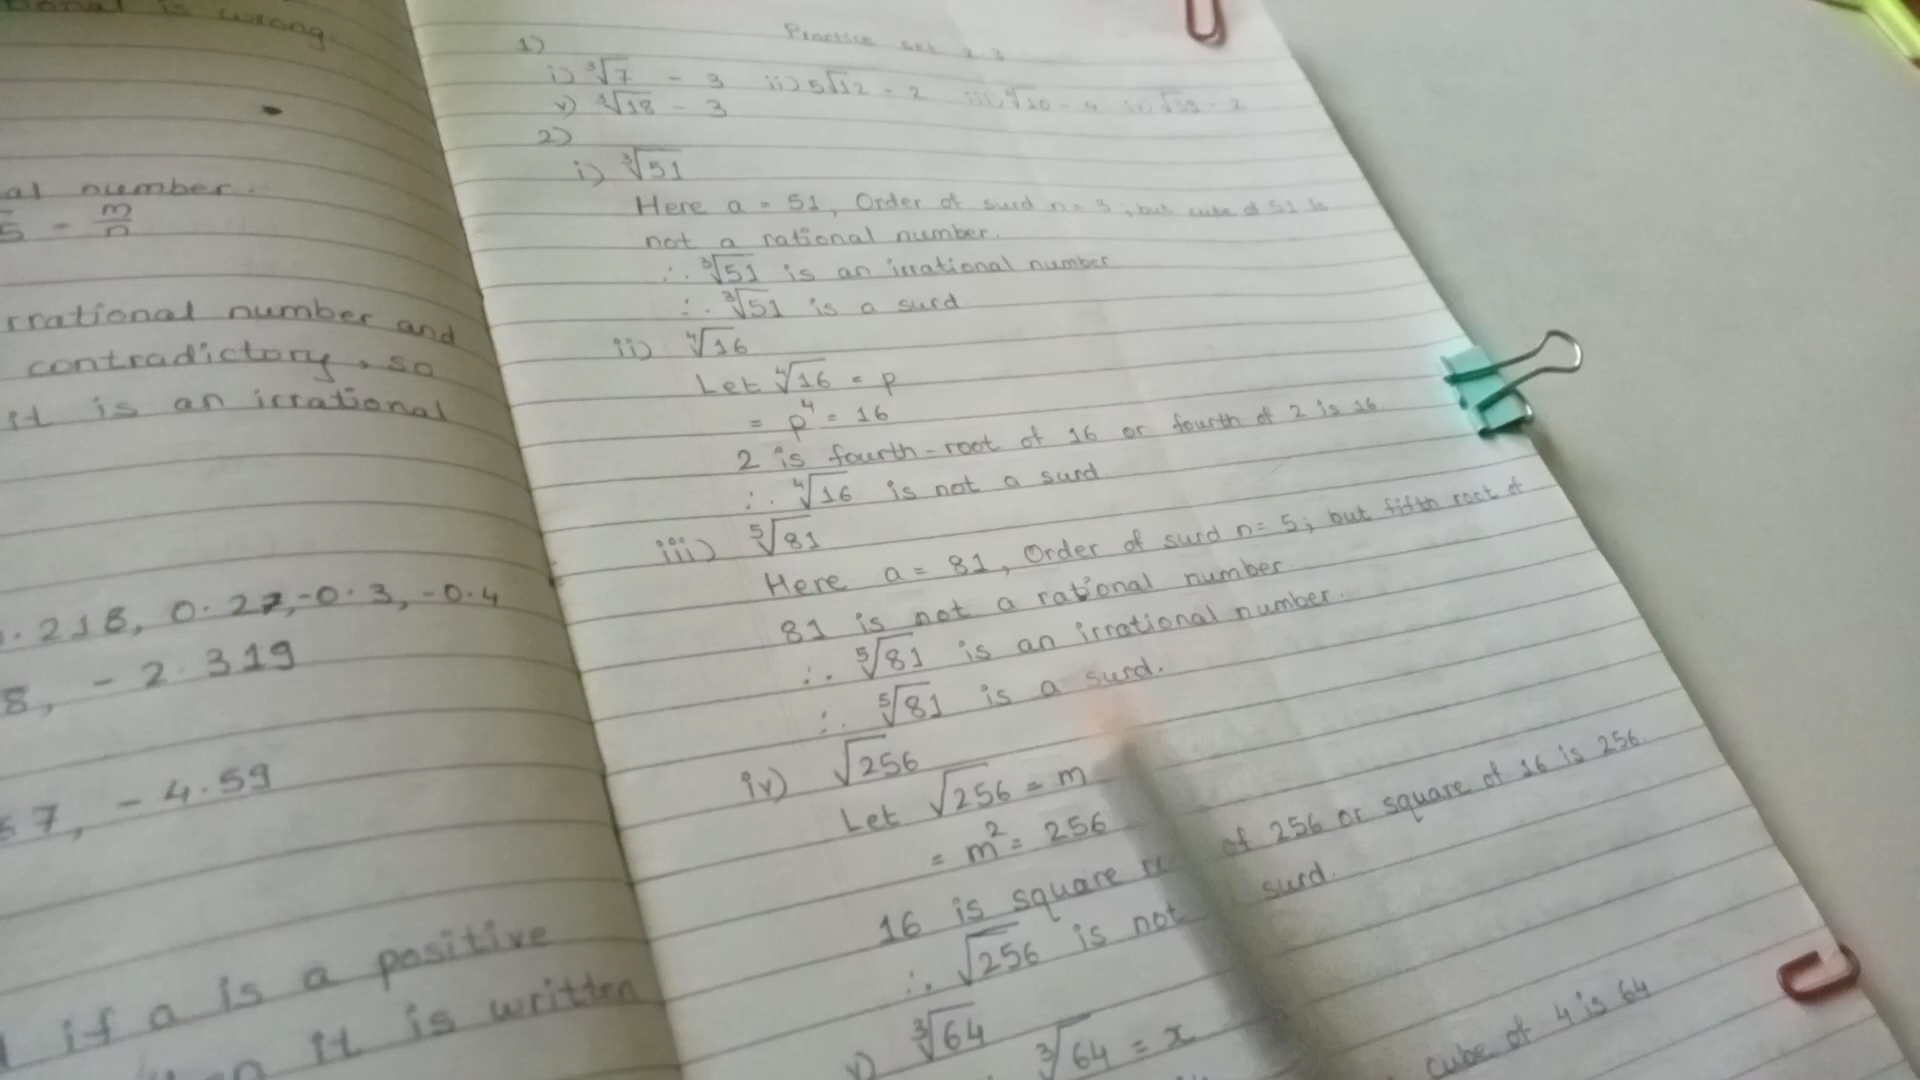 tional is wrong.
al number.
5 = m/n
rrational number and
contradictory, so
it is an irrational
8, - 2.319
57, - 4.59
if a is a positive
it is written
Practice set 2.3
1)
i) ∛7 - 3 ii) 5√12 - 2
v) ∛18 - 3
2)
i) ∛51
Here a = 51, Order of surd n = 3, but cube of 51 is
not a rational number.
∴ ∛51 is an irrational number
∴ ∛51 is a surd
ii) ∜16
Let ∜16 = p
= p⁴ = 16
2 is fourth-root of 16 or fourth of 2 is 16.
∴ ∜16 is not a surd.
iii) ⁵√81
Here a = 81, Order of surd n = 5; but fifth root of
81 is not a rational number.
∴ ⁵√81 is an irrational number.
∴ ⁵√81 is a surd.
iv) √256
Let √256 = m
= m² = 256
16 is square of 256 or square of 16 is 256.
∴ √256 is not surd.
v) ∛64
∛64 = x
cube of 4 is 64